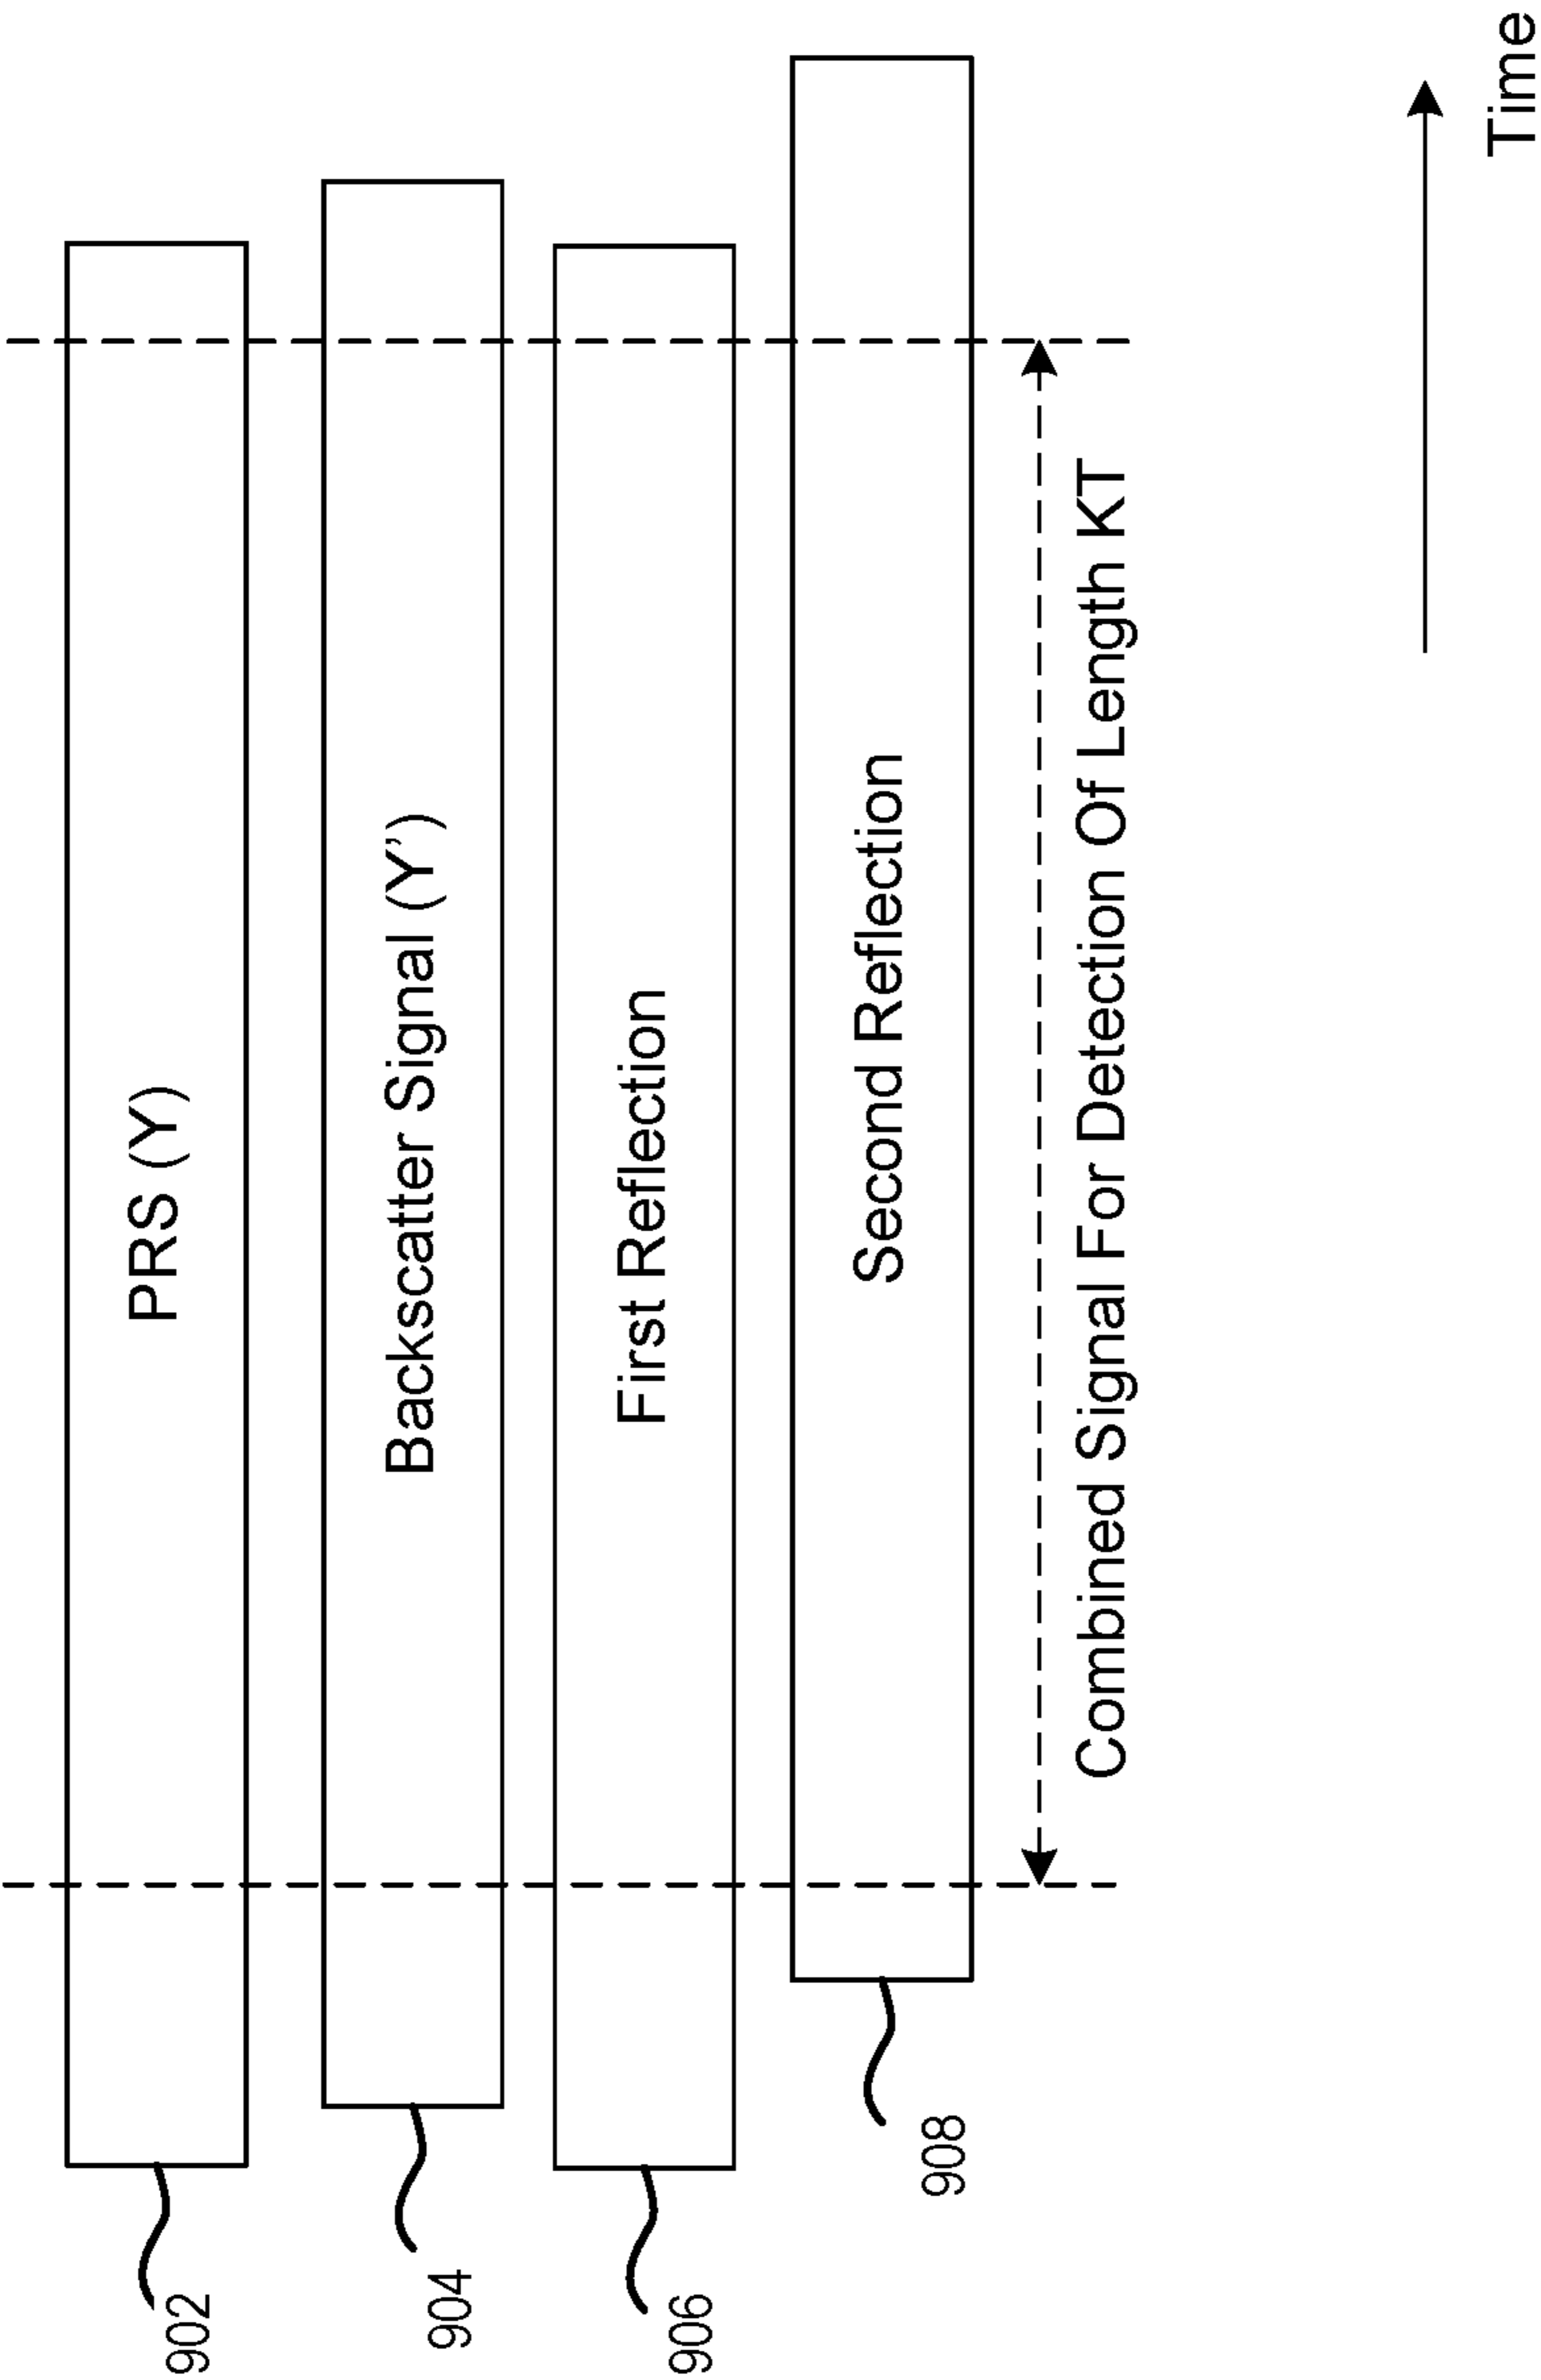 902
PRS (Y)
904
Backscatter Signal (Y')
906
First Reflection
908
Second Reflection
Combined Signal For Detection Of Length KT
Time